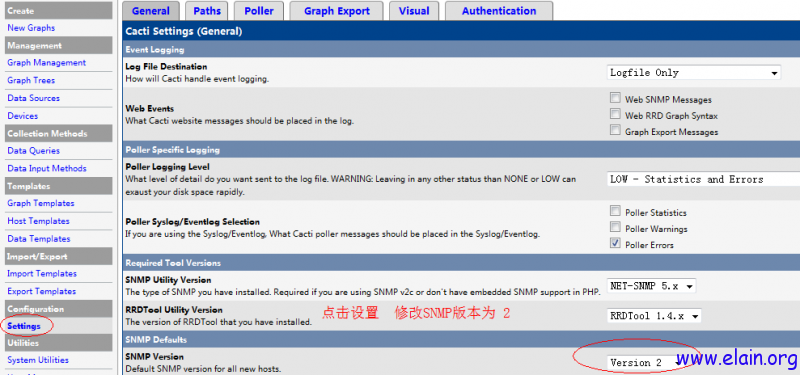 Create
New Graphs
Management
Graph Management
Graph Trees
Data Sources
Devices
Collection Methods
Data Queries
Data Input Methods
Templates
Graph Templates
Host Templates
Data Templates
Import/Export
Import Templates
Export Templates
Configuration
Settings
Utilities
System Utilities
General Paths Poller Graph Export Visual Authentication
Cacti Settings (General)
Event Logging
Log File Destination
How will Cacti handle event logging.
Logfile Only
Web Events
What Cacti website messages should be placed in the log.
Web SNMP Messages
Web RRD Graph Syntax
Graph Export Messages
Poller Specific Logging
Poller Logging Level
What level of detail do you want sent to the log file. WARNING: Leaving in any other status than NONE or LOW can
exaust your disk space rapidly.
LOW - Statistics and Errors
Poller Syslog/Eventlog Selection
If you are using the Syslog/Eventlog, What Cacti poller messages should be placed in the Syslog/Eventlog.
Poller Statistics
Poller Warnings
Poller Errors
Required Tool Versions
SNMP Utility Version
The type of SNMP you have installed. Required if you are using SNMP v2c or don't have embedded SNMP support in PHP.
NET-SNMP 5.x
RRDTool Utility Version
The version of RRDTool that you have installed.
点击设置 修改SNMP版本为 2
RRDTool 1.4.x
SNMP Defaults
SNMP Version
Default SNMP version for all new hosts.
Version 2
www.elain.org